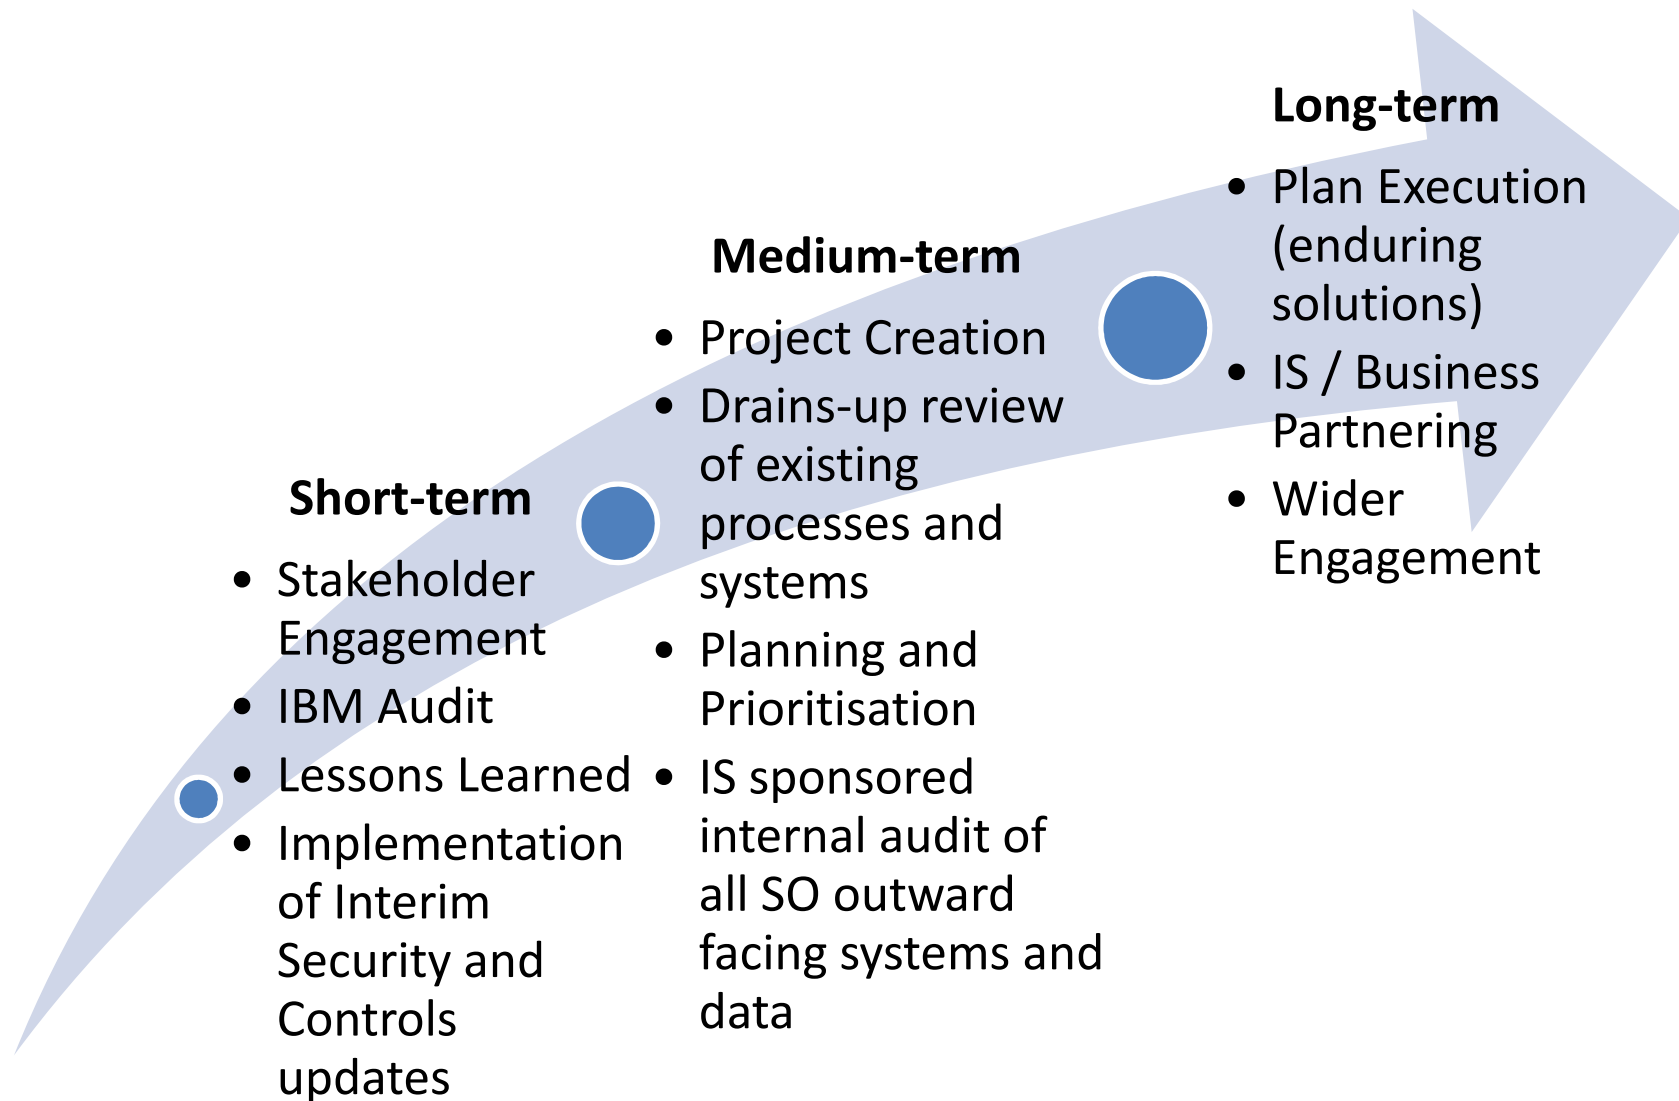 Short-term
• Stakeholder
Engagement
• IBM Audit
• Lessons Learned
• Implementation
of Interim
Security and
Controls
updates
Medium-term
• Project Creation
• Drains-up review
of existing
processes and
systems
• Planning and
Prioritisation
• IS sponsored
internal audit of
all SO outward
facing systems and
data
Long-term
• Plan Execution
(enduring
solutions)
• IS / Business
Partnering
• Wider
Engagement